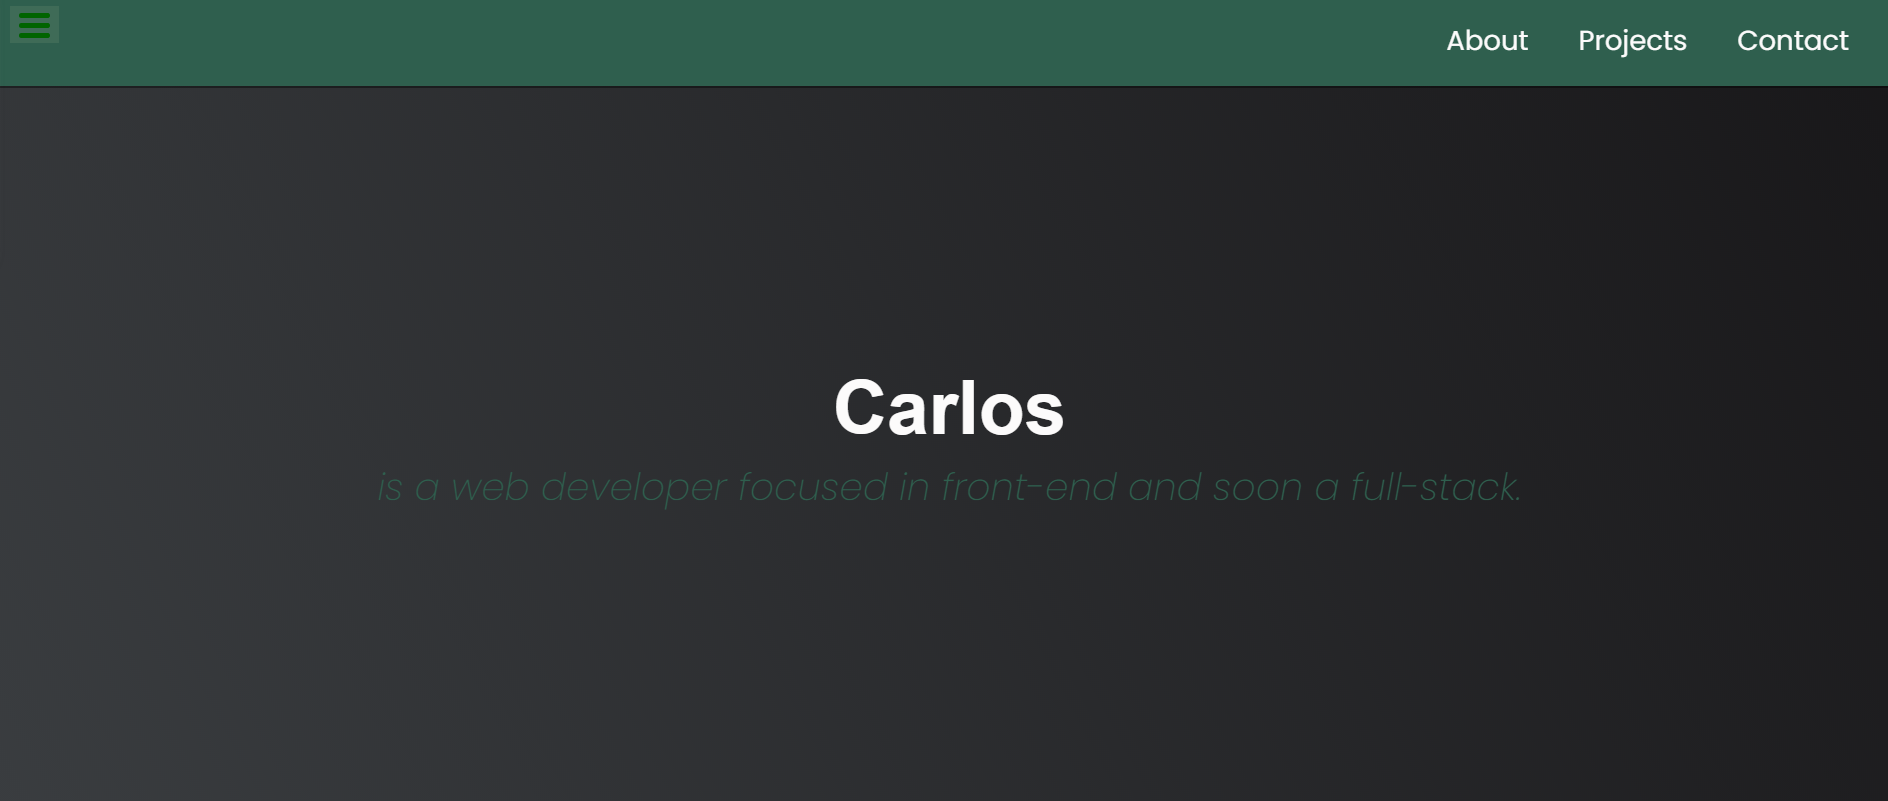 About Projects Contact
Carlos
is a web developer focused in front-end and soon a full-stack.